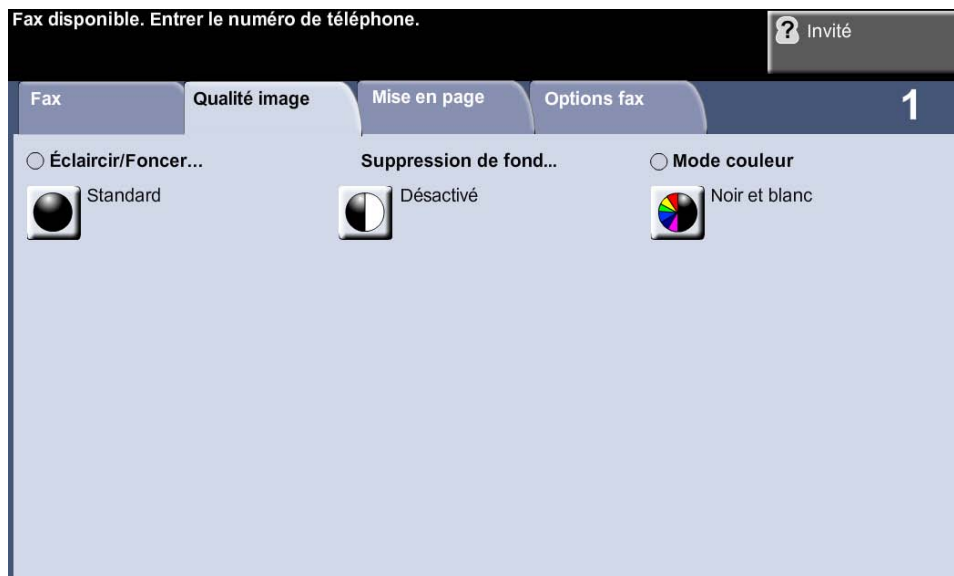 Fax disponible. Entrer le numéro de téléphone.
? Invité
Fax
Qualité image
Mise en page
Options fax
1
Éclaircir/Foncer...
Suppression de fond...
Mode couleur
Standard
Désactivé
Noir et blanc